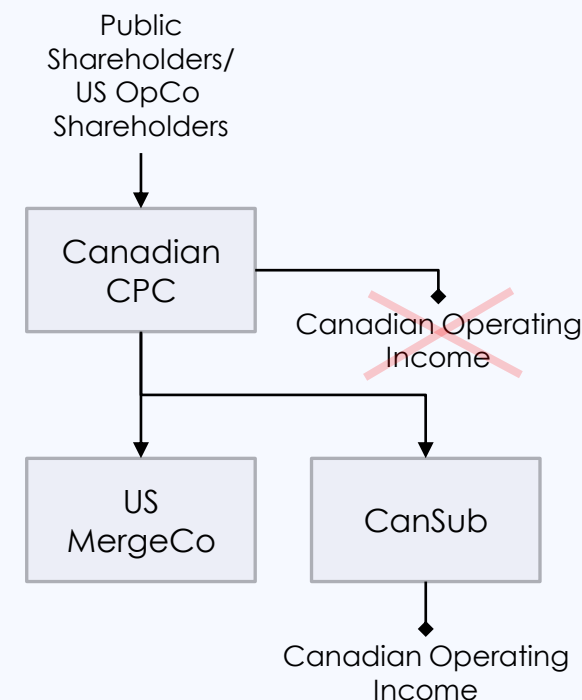 Public
Shareholders/
US OpCo
Shareholders
Canadian
CPC
Canadian Operating
Income
US
MergeCo
CanSub
Canadian Operating
Income